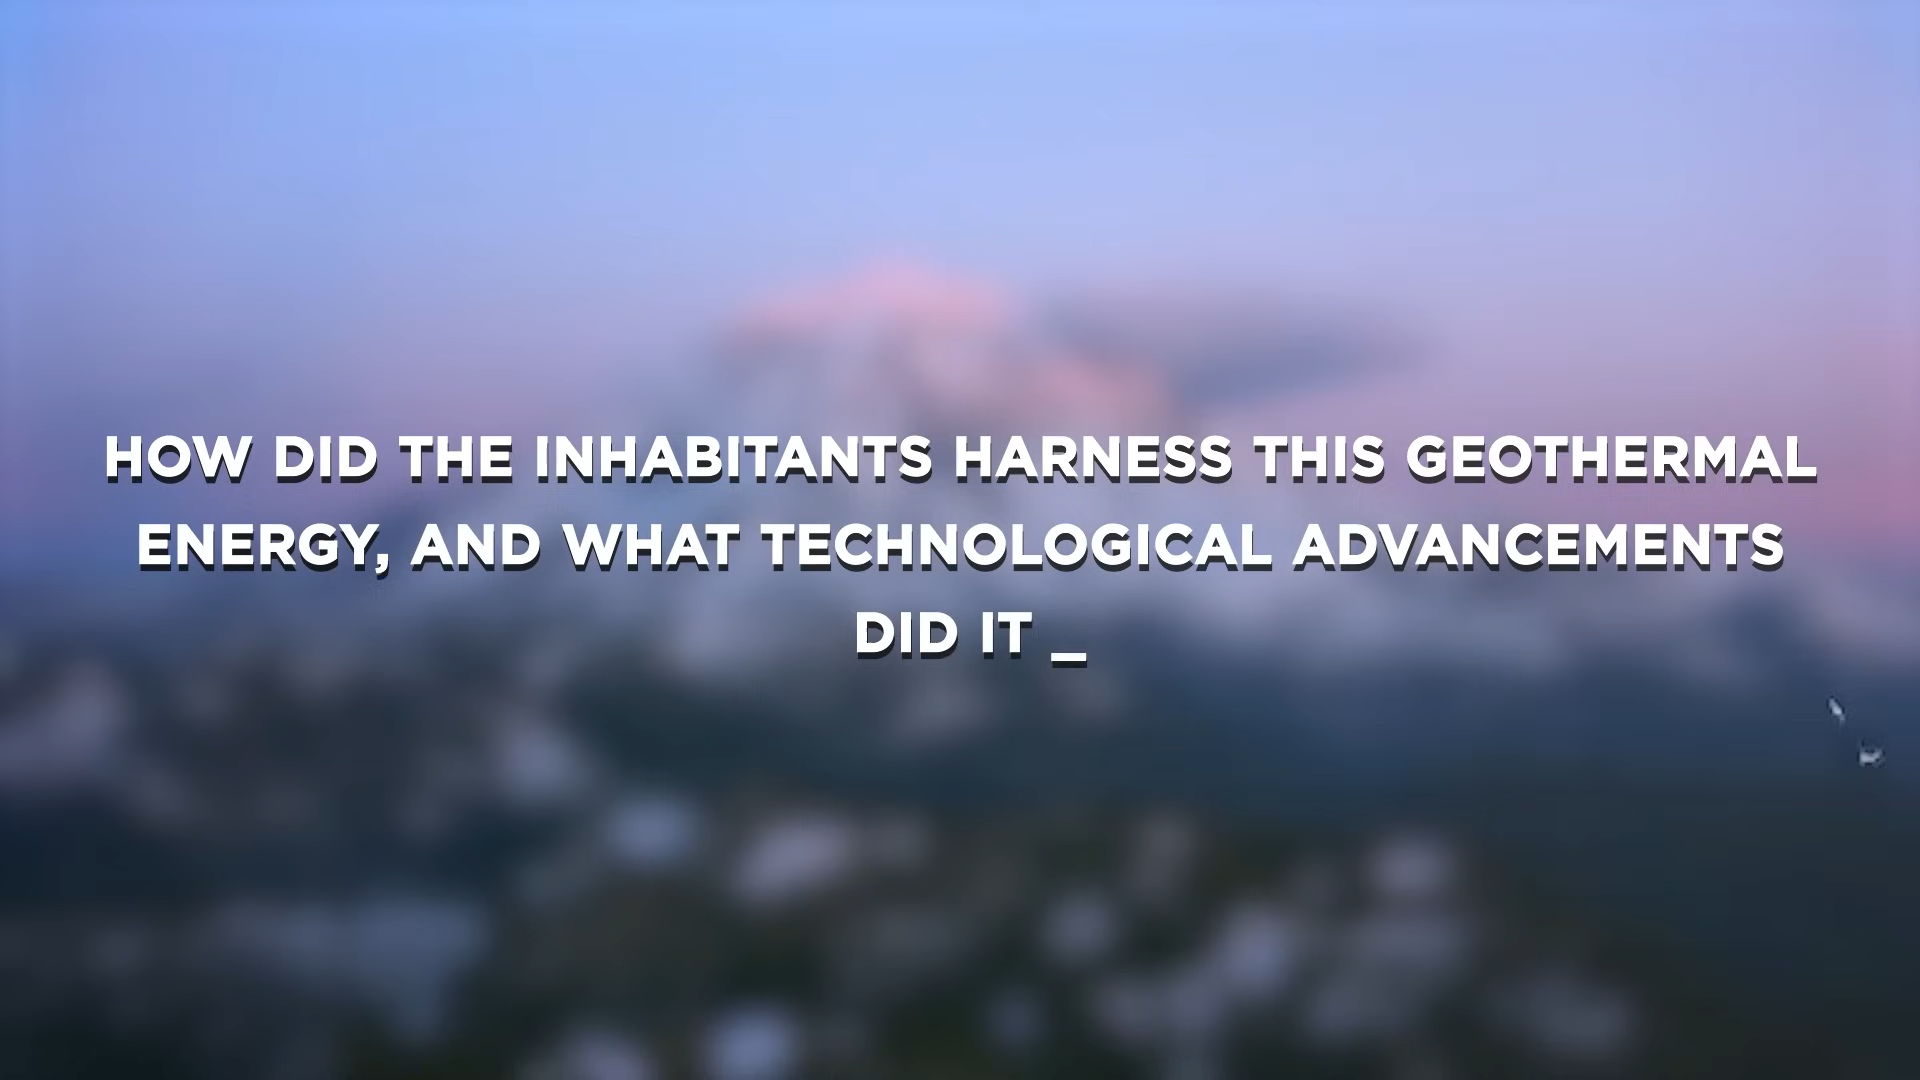 HOW DID THE INHABITANTS HARNESS THIS GEOTHERMAL
ENERGY, AND WHAT TECHNOLOGICAL ADVANCEMENTS
DID IT _